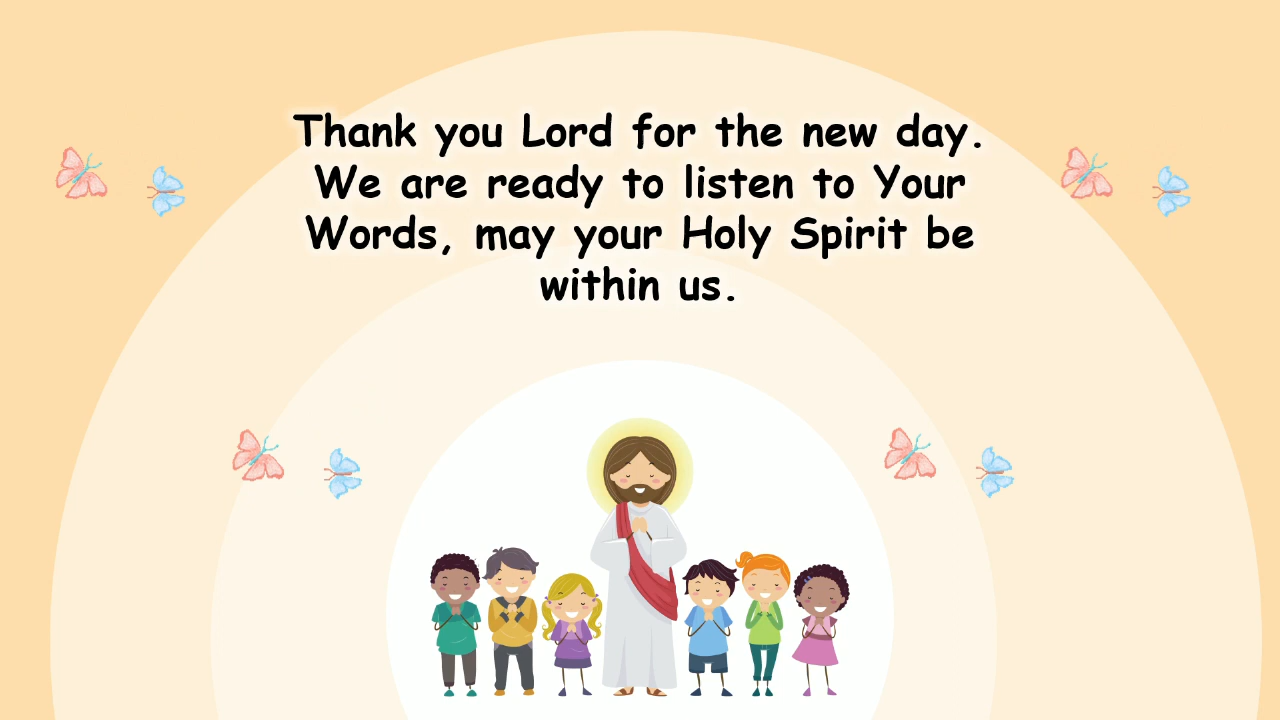 Thank you Lord for the new day.
We are ready to listen to Your
Words, may your Holy Spirit be
within us.